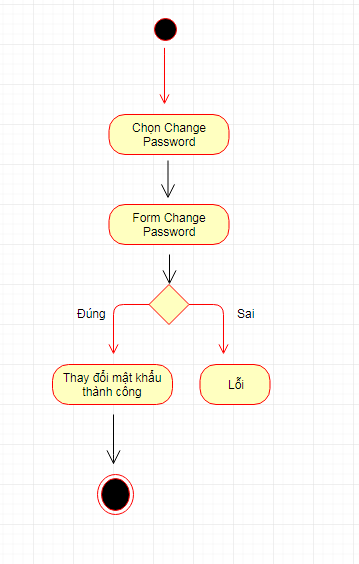 Chọn Change
Password
Form Change
Password
Đúng
Sai
Thay đổi mật khẩu
thành công
Lỗi